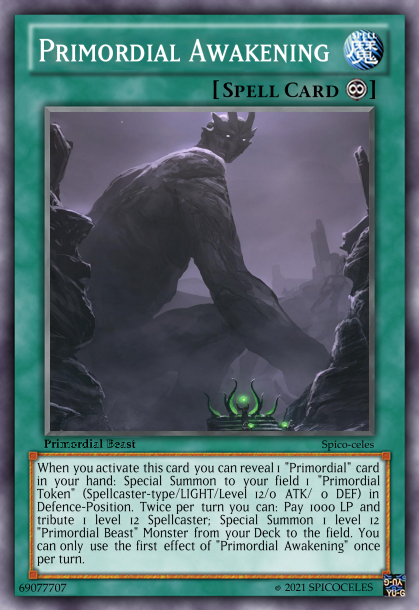 PRIMORDIAL AWAKENING 魔
[SPELL CARD ]
Primordial Beast Spico-celes
When you activate this card you can reveal 1 "Primordial" card
in your hand: Special Summon to your field 1 "Primordial
Token" (Spellcaster-type/LIGHT/Level 12/0 ATK/ 0 DEF) in
Defence-Position. Twice per turn you can: Pay 1000 LP and
tribute 1 level 12 Spellcaster; Special Summon 1 level 12
"Primordial Beast" Monster from your Deck to the field. You
can only use the first effect of "Primordial Awakening" once
per turn.
69077707 © 2021 SPICOCELES
YU-G